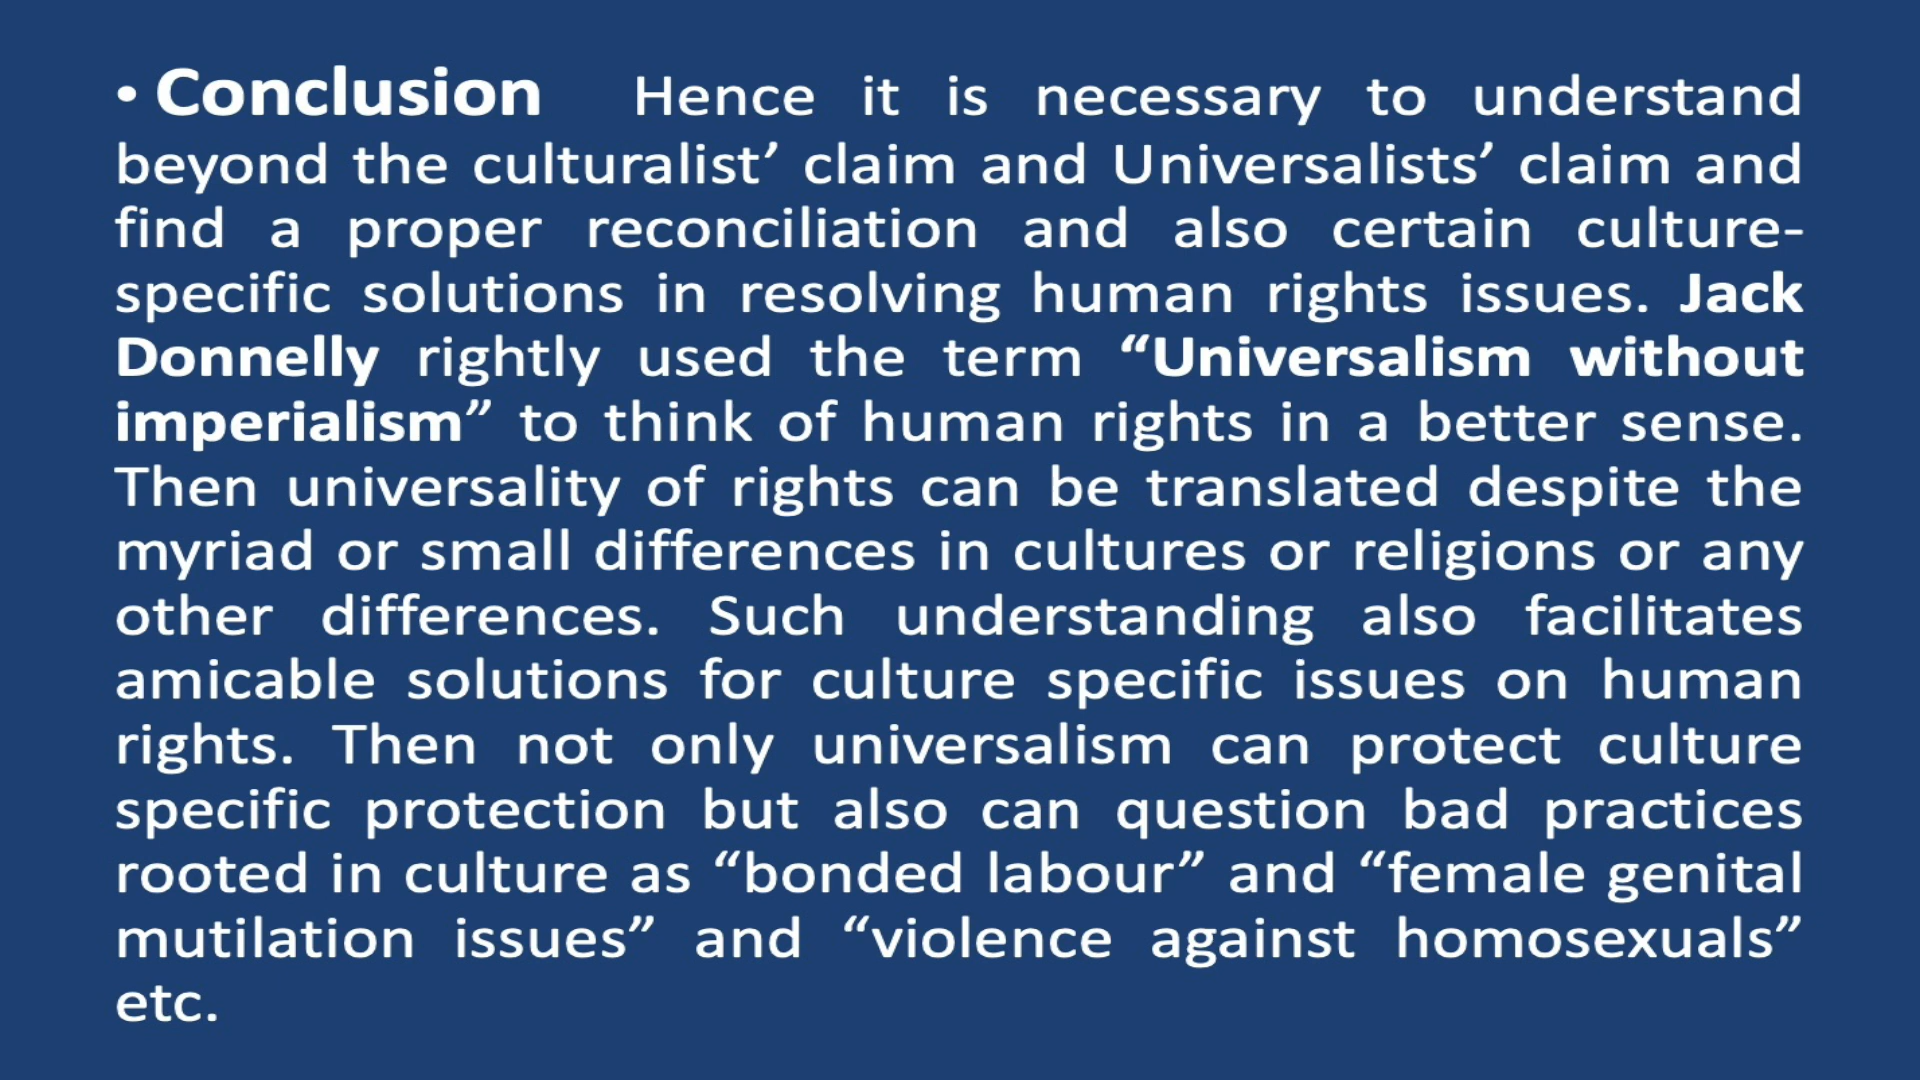 • Conclusion Hence it is necessary to understand
beyond the culturalist’ claim and Universalists’ claim and
find a proper reconciliation and also certain culture-
specific solutions in resolving human rights issues. Jack
Donnelly rightly used the term “Universalism without
imperialism” to think of human rights in a better sense.
Then universality of rights can be translated despite the
myriad or small differences in cultures or religions or any
other differences. Such understanding also facilitates
amicable solutions for culture specific issues on human
rights. Then not only universalism can protect culture
specific protection but also can question bad practices
rooted in culture as “bonded labour” and “female genital
mutilation issues” and “violence against homosexuals”
etc.